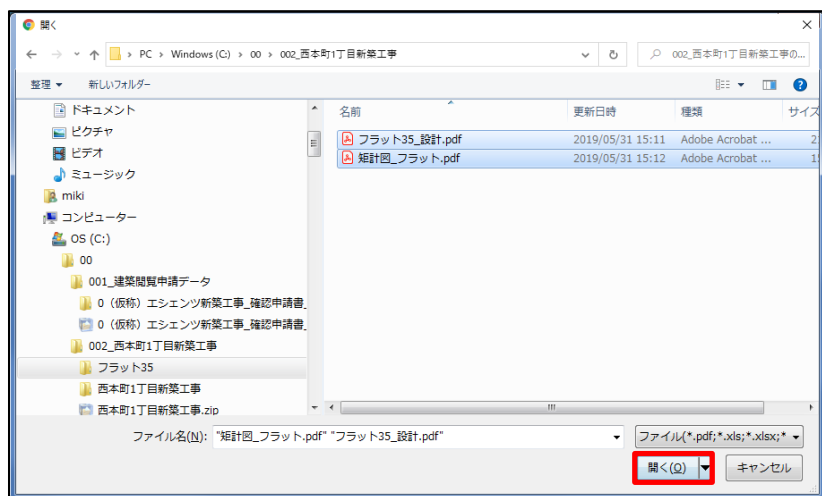 開く
PC › Windows (C:) › 00 › 002_西本町1丁目新築工事
002_西本町1丁目新築工事の...
整理
新しいフォルダー
名前 更新日時 種類 サイズ
フラット35_設計.pdf 2019/05/31 15:11 Adobe Acrobat ...
矩計図_フラット.pdf 2019/05/31 15:12 Adobe Acrobat ...
ドキュメント
ピクチャ
ビデオ
ミュージック
miki
コンピューター
OS (C:)
00
001_建築閲覧申請データ
0（仮称）エシェンツ新築工事_確認申請書_
0（仮称）エシェンツ新築工事_確認申請書_
002_西本町1丁目新築工事
フラット35
西本町1丁目新築工事
西本町1丁目新築工事.zip
ファイル名(N): "矩計図_フラット.pdf" "フラット35_設計.pdf"
ファイル(*.pdf;*.xls;*.xlsx;*
開く(O) キャンセル